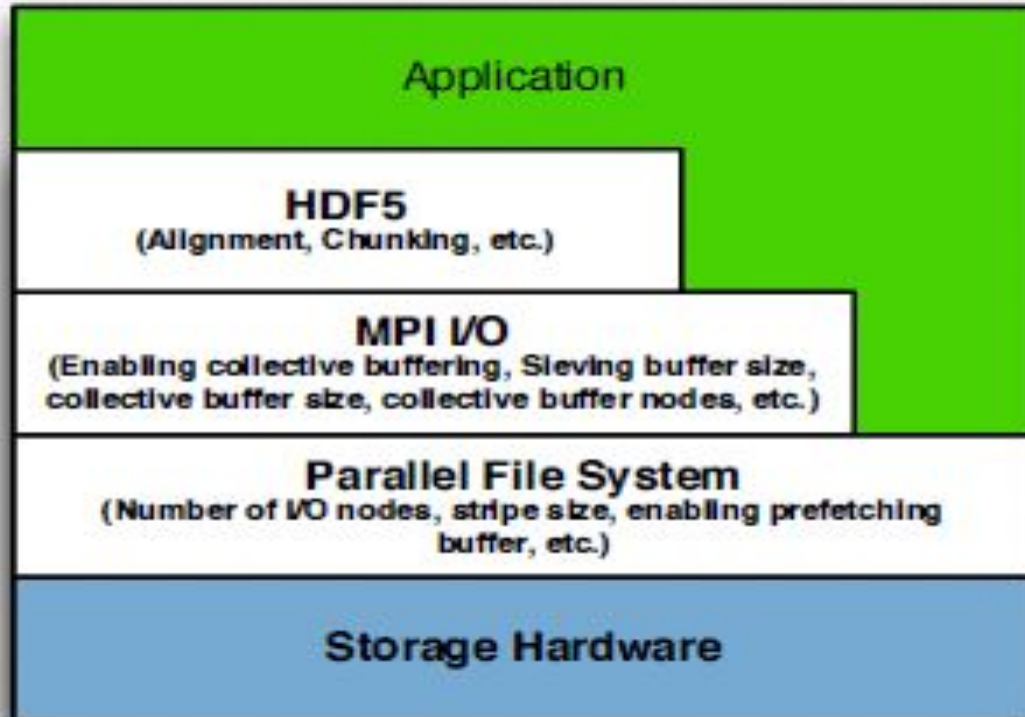 Application
HDF5
(Alignment, Chunking, etc.)
MPI I/O
(Enabling collective buffering, Sieving buffer size,
collective buffer size, collective buffer nodes, etc.)
Parallel File System
(Number of I/O nodes, stripe size, enabling prefetching
buffer, etc.)
Storage Hardware